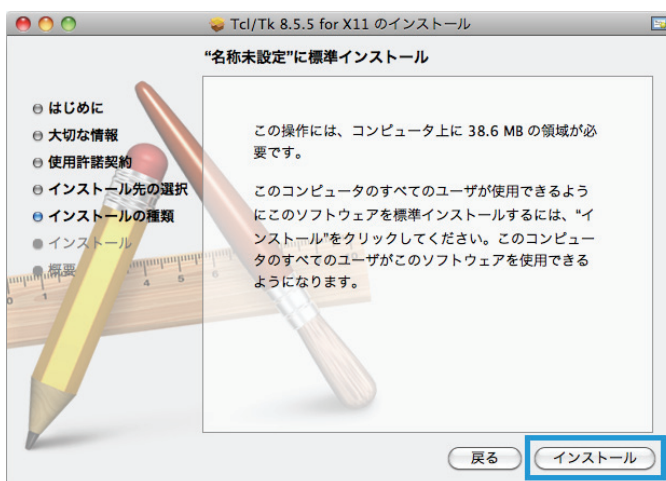 Tcl/Tk 8.5.5 for X11 のインストール
“名称未設定”に標準インストール
はじめに
大切な情報
使用許諾契約
インストール先の選択
インストールの種類
インストール
概要
この操作には、コンピュータ上に 38.6 MB の領域が必
要です。
このコンピュータのすべてのユーザが使用できるよう
にこのソフトウェアを標準インストールするには、“イ
ンストール”をクリックしてください。このコンピュー
タのすべてのユーザがこのソフトウェアを使用できる
ようになります。
0 1 4 5 6
戻る
インストール